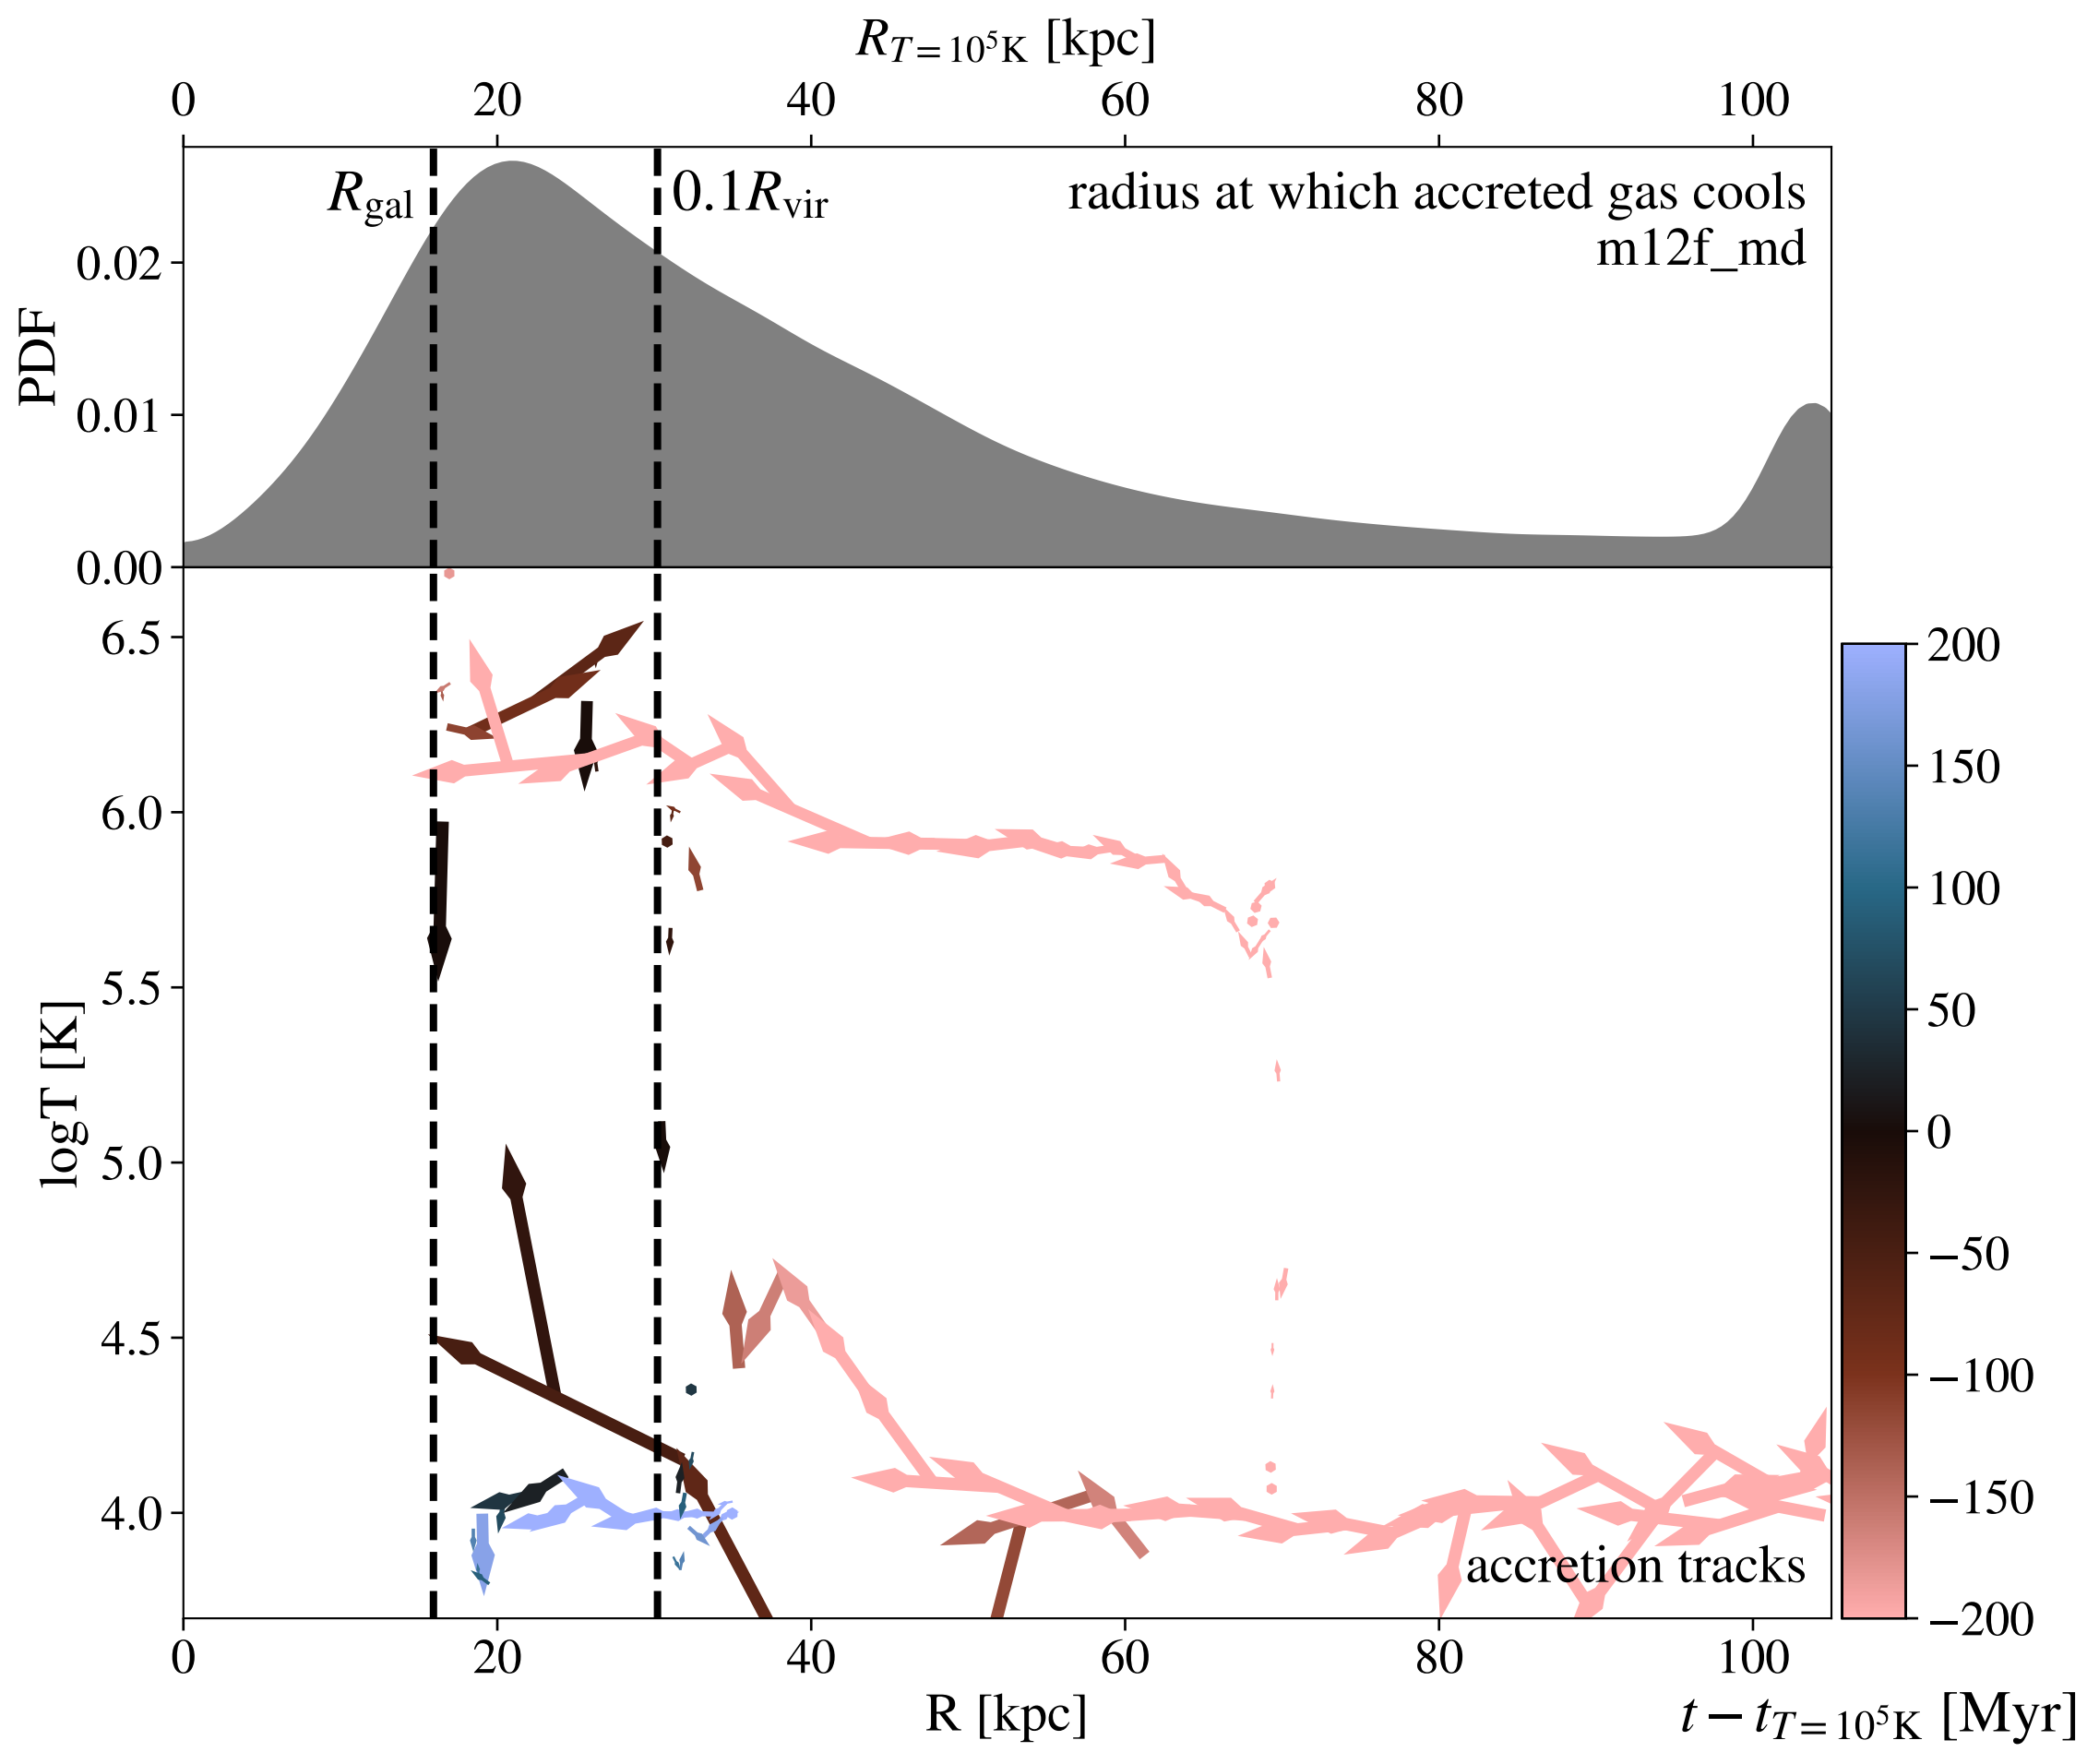 R_{T=10^5K} [kpc]
0 20 40 60 80 100
R_gal
0.1R_vir
radius at which accreted gas cools
m12f_md
PDF
0.02
0.01
0.00
6.5
6.0
5.5
5.0
4.5
4.0
logT [K]
accretion tracks
200
150
100
50
0
−50
−100
−150
−200
0 20 40 60 80 100
R [kpc]
t − t_{T=10^5K} [Myr]